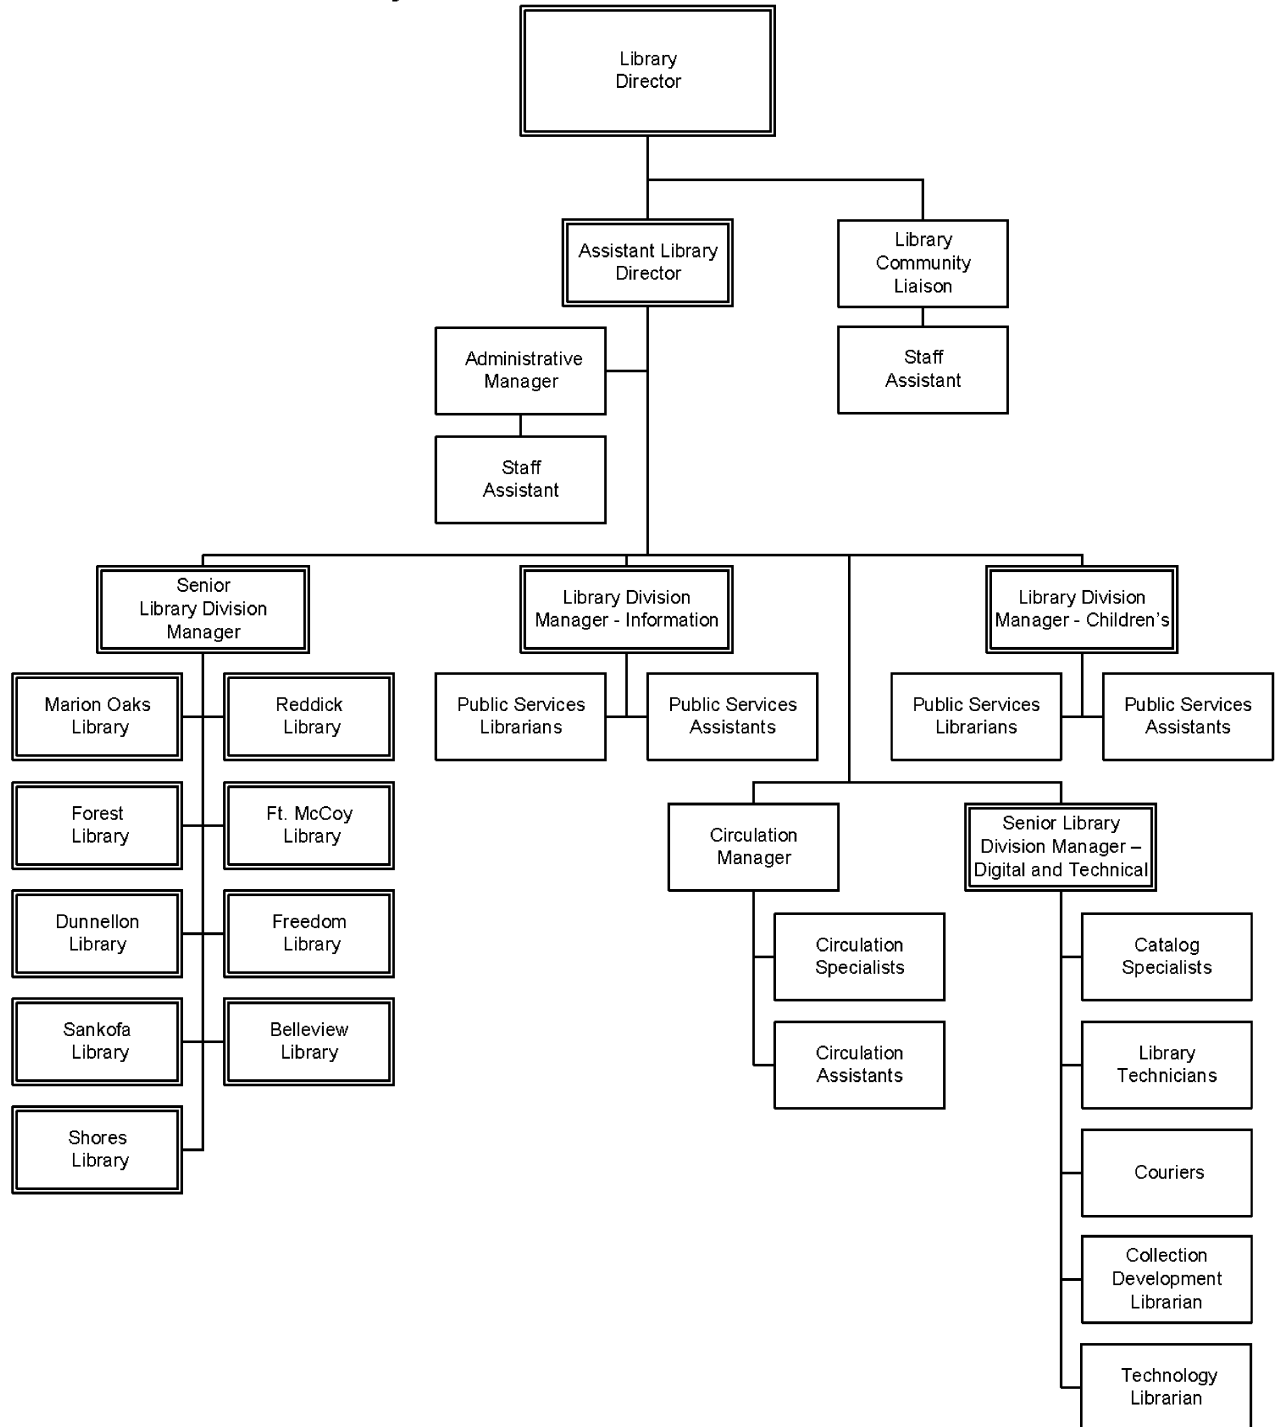 Library
Director
Assistant Library
Director
Library
Community
Liaison
Administrative
Manager
Staff
Assistant
Staff
Assistant
Senior
Library Division
Manager
Library Division
Manager - Information
Library Division
Manager - Children’s
Marion Oaks
Library
Reddick
Library
Public Services
Librarians
Public Services
Assistants
Public Services
Librarians
Public Services
Assistants
Forest
Library
Ft. McCoy
Library
Circulation
Manager
Senior Library
Division Manager –
Digital and Technical
Dunnellon
Library
Freedom
Library
Circulation
Specialists
Catalog
Specialists
Sankofa
Library
Belleview
Library
Circulation
Assistants
Library
Technicians
Shores
Library
Couriers
Collection
Development
Librarian
Technology
Librarian